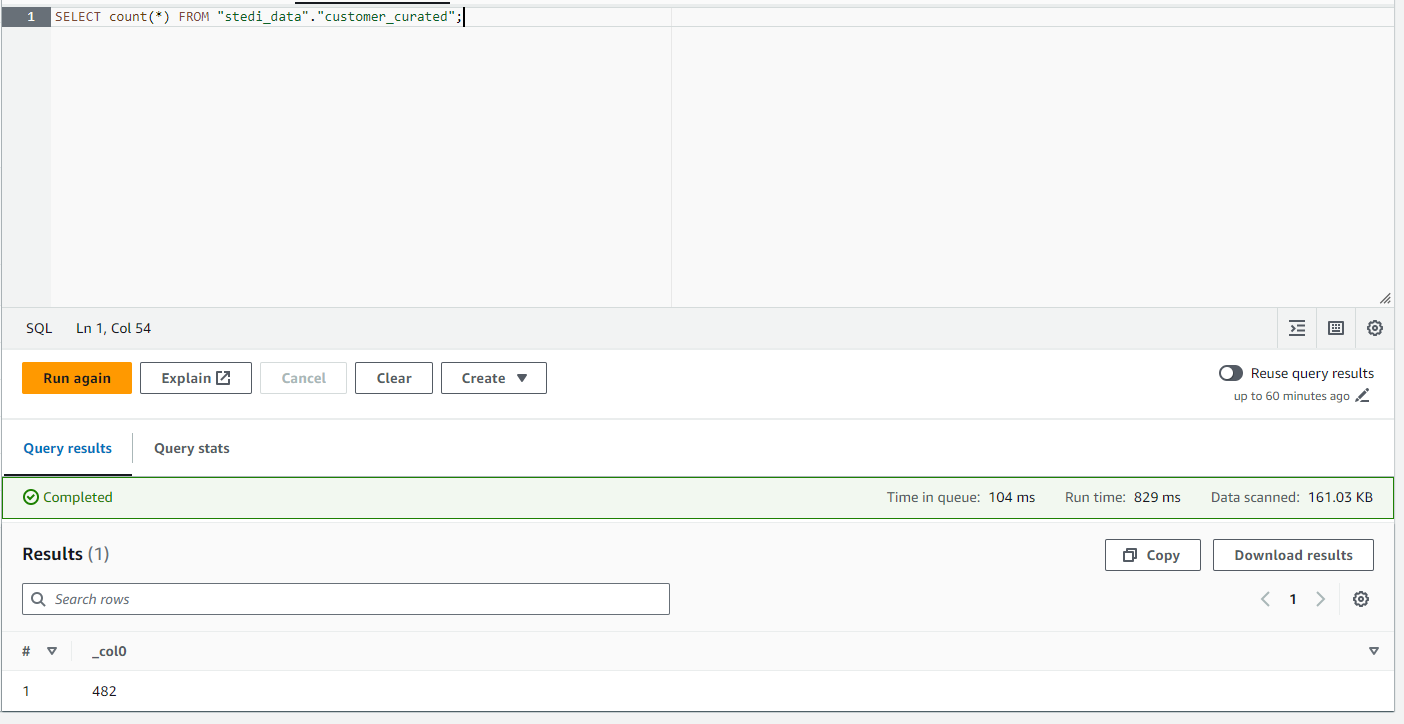 1 SELECT count(*) FROM "stedi_data"."customer_curated";
SQL Ln 1, Col 54
Run again Explain Cancel Clear Create Reuse query results
up to 60 minutes ago
Query results Query stats
Completed Time in queue: 104 ms Run time: 829 ms Data scanned: 161.03 KB
Results (1) Copy Download results
Search rows 1
# _col0
1 482